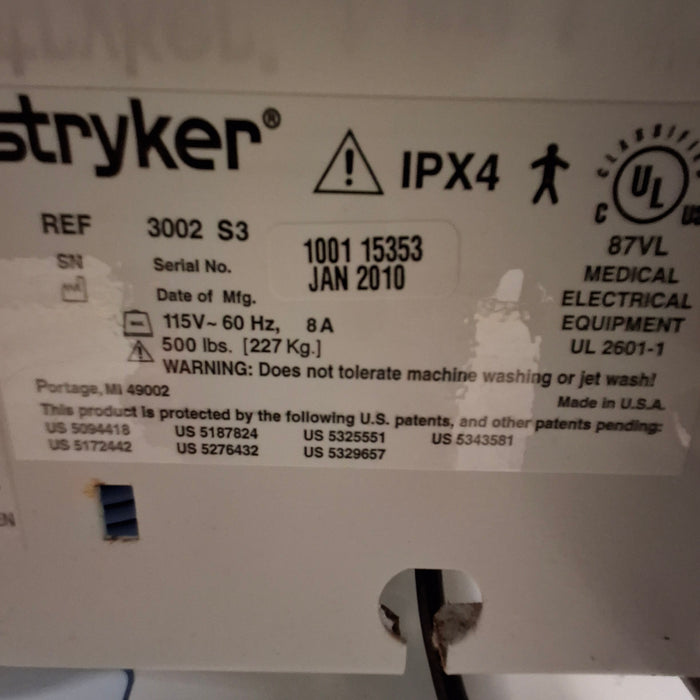 stryker®
IPX4
REF 3002 S3
SN Serial No. 1001 15353
Date of Mfg. JAN 2010
115V~ 60 Hz, 8A
500 lbs. [227 Kg.]
WARNING: Does not tolerate machine washing or jet wash!
C CLASSIFIED UL US
87VL
MEDICAL
ELECTRICAL
EQUIPMENT
UL 2601-1
Portage, MI 49002
Made in U.S.A.
This product is protected by the following U.S. patents, and other patents pending:
US 5094418 US 5187824 US 5325551 US 5343581
US 5172442 US 5276432 US 5329657
EN